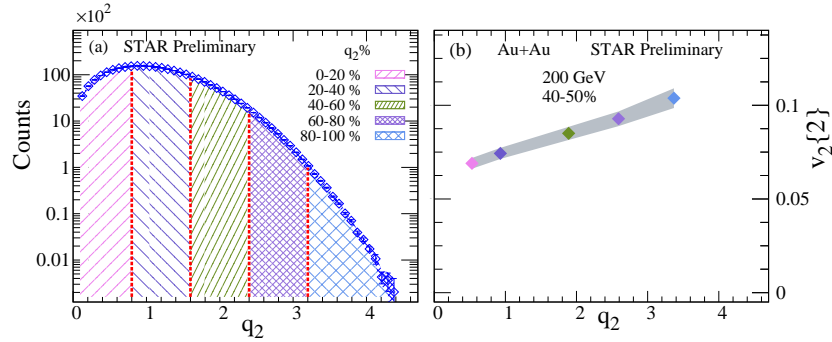 ×10²
(a) STAR Preliminary
q₂%
0-20 %
20-40 %
40-60 %
60-80 %
80-100 %
100
10
1
0.1
0.01
Counts
0 1 2 3 4
q₂
(b) Au+Au STAR Preliminary
200 GeV
40-50%
0.1
0.05
0
v₂{2}
0 1 2 3 4
q₂